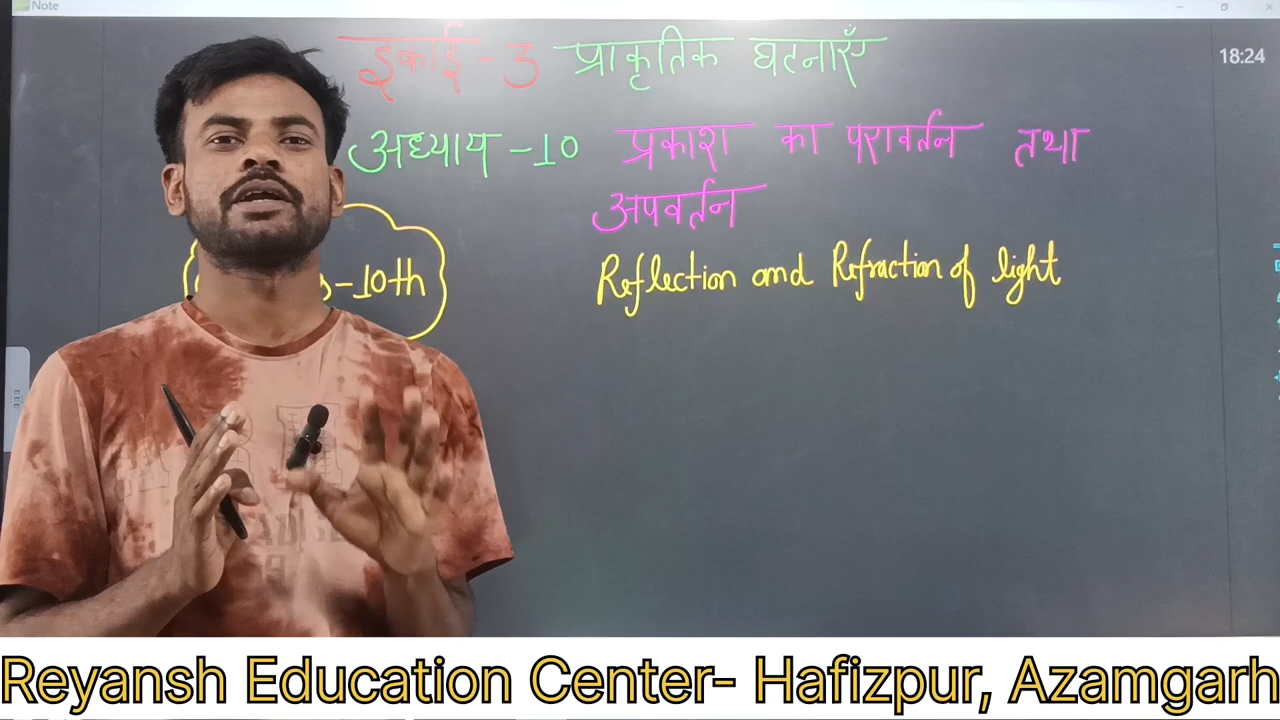 Note
18:24
इकाई - 3 प्राकृतिक घटनाएँ
अध्याय - 10 प्रकाश का परावर्तन तथा
अपवर्तन
Reflection and Refraction of light
-10th
Reyansh Education Center- Hafizpur, Azamgarh